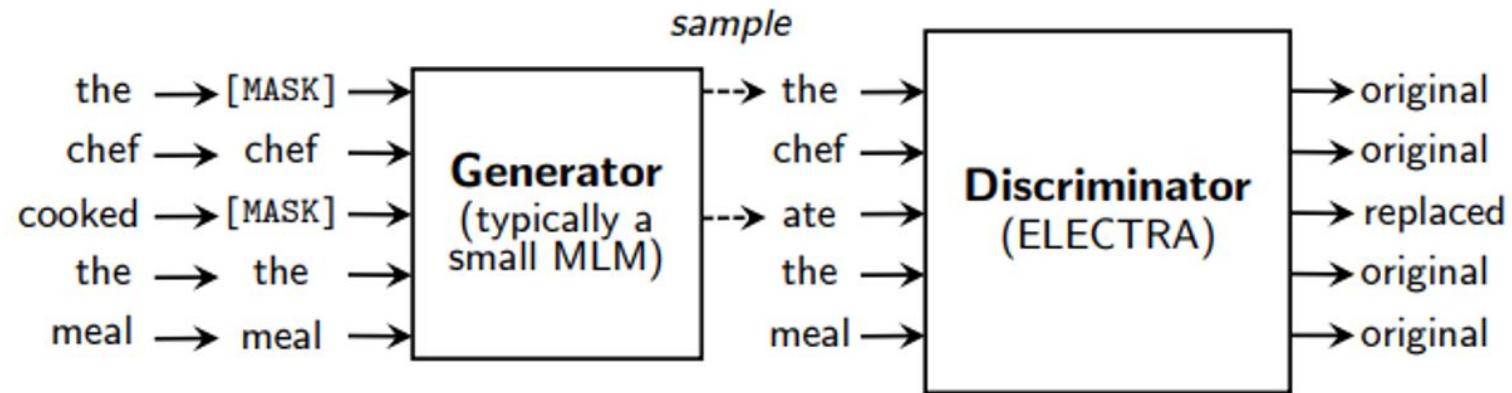 sample
the [MASK] the original
chef chef chef original
Generator
Discriminator
cooked [MASK] (typically a ate (ELECTRA) replaced
small MLM)
the the the original
meal meal meal original